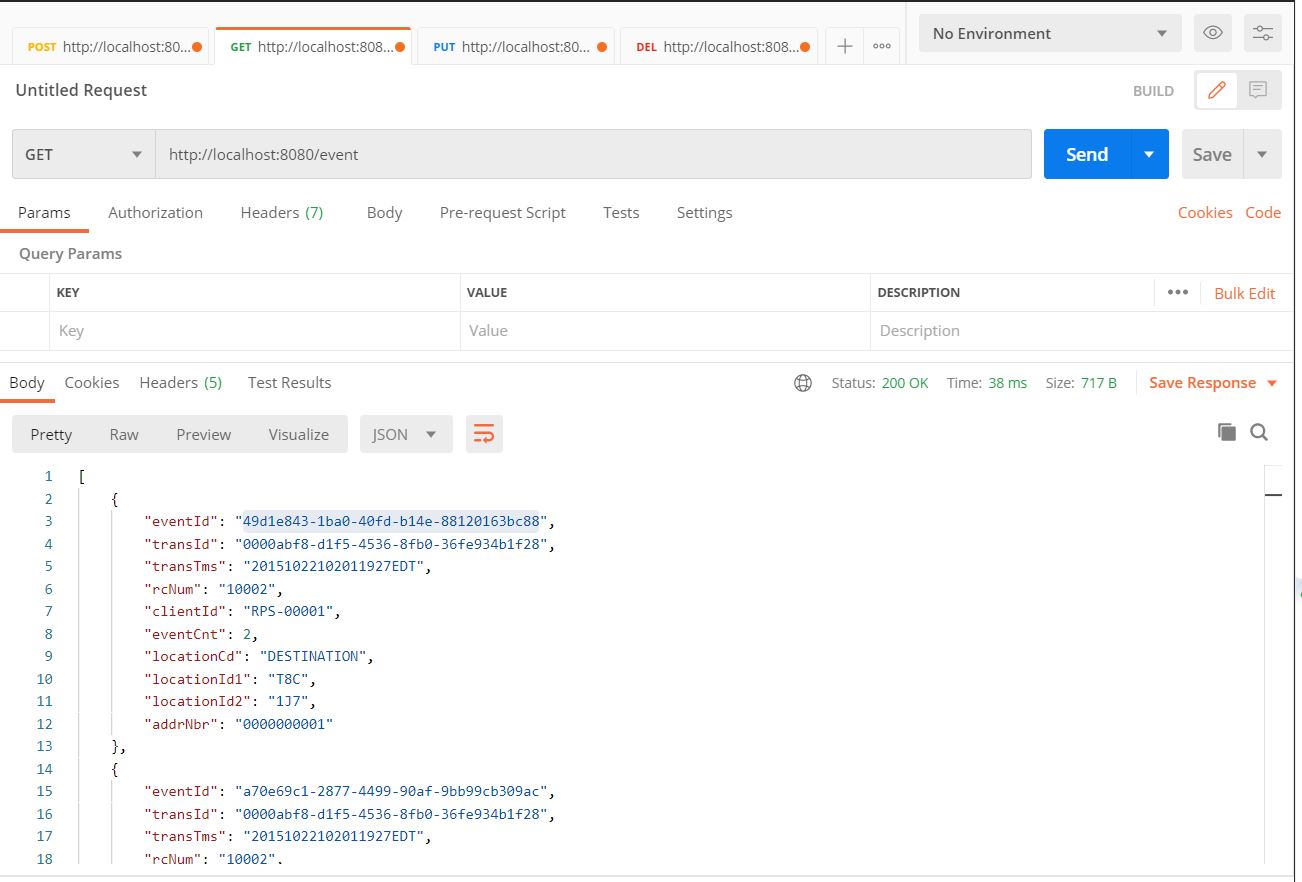 POST http://localhost:80... GET http://localhost:808... PUT http://localhost:80... DEL http://localhost:808... No Environment
Untitled Request BUILD
GET http://localhost:8080/event Send Save
Params Authorization Headers (7) Body Pre-request Script Tests Settings Cookies Code
Query Params
KEY VALUE DESCRIPTION Bulk Edit
Key Value Description
Body Cookies Headers (5) Test Results Status: 200 OK Time: 38 ms Size: 717 B Save Response
Pretty Raw Preview Visualize JSON
1 [
2 {
3 "eventId": "49d1e843-1ba0-40fd-b14e-88120163bc88",
4 "transId": "0000abf8-d1f5-4536-8fb0-36fe934b1f28",
5 "transTms": "20151022102011927EDT",
6 "rcNum": "10002",
7 "clientId": "RPS-00001",
8 "eventCnt": 2,
9 "locationCd": "DESTINATION",
10 "locationId1": "T8C",
11 "locationId2": "1J7",
12 "addrNbr": "0000000001"
13 },
14 {
15 "eventId": "a70e69c1-2877-4499-90af-9bb99cb309ac",
16 "transId": "0000abf8-d1f5-4536-8fb0-36fe934b1f28",
17 "transTms": "20151022102011927EDT",
18 "rcNum": "10002",